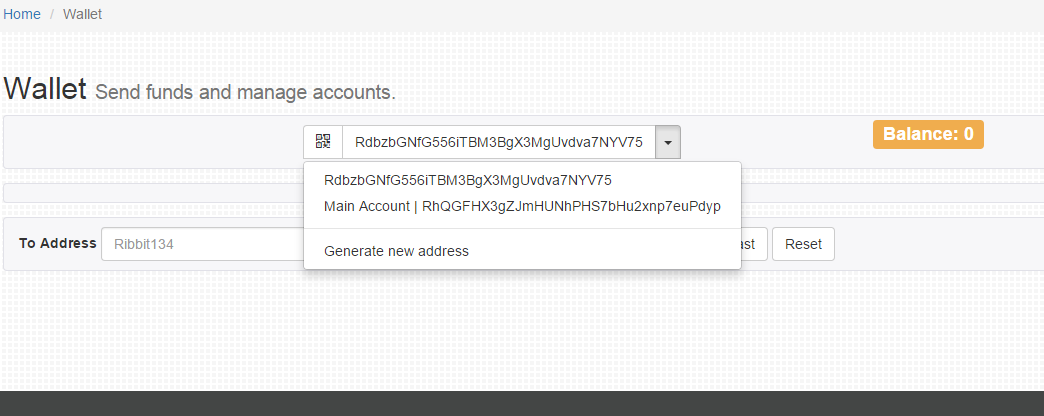 Home / Wallet
Wallet Send funds and manage accounts.
RdbzbGNfG556iTBM3BgX3MgUvdva7NYV75
Balance: 0
RdbzbGNfG556iTBM3BgX3MgUvdva7NYV75
Main Account | RhQGFHX3gZJmHUNhPHS7bHu2xnp7euPdyp
To Address Ribbit134 ast Reset
Generate new address